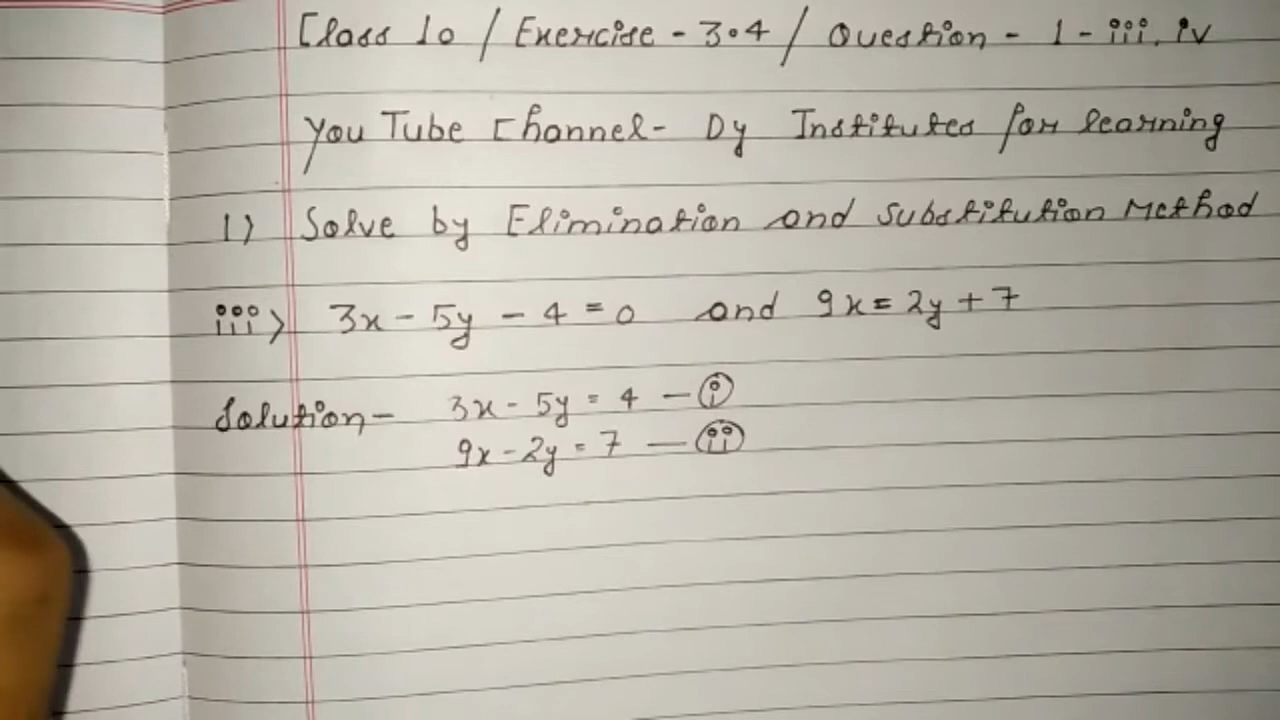 Class 10 / Exercise - 3.4 / Question - 1 - iii, iv
YouTube Channel - Dy Institutes for learning
1) Solve by Elimination and Substitution Method
iii) 3x - 5y - 4 = 0 and 9x = 2y + 7
Solution - 3x - 5y = 4 — (i)
9x - 2y = 7 — (ii)